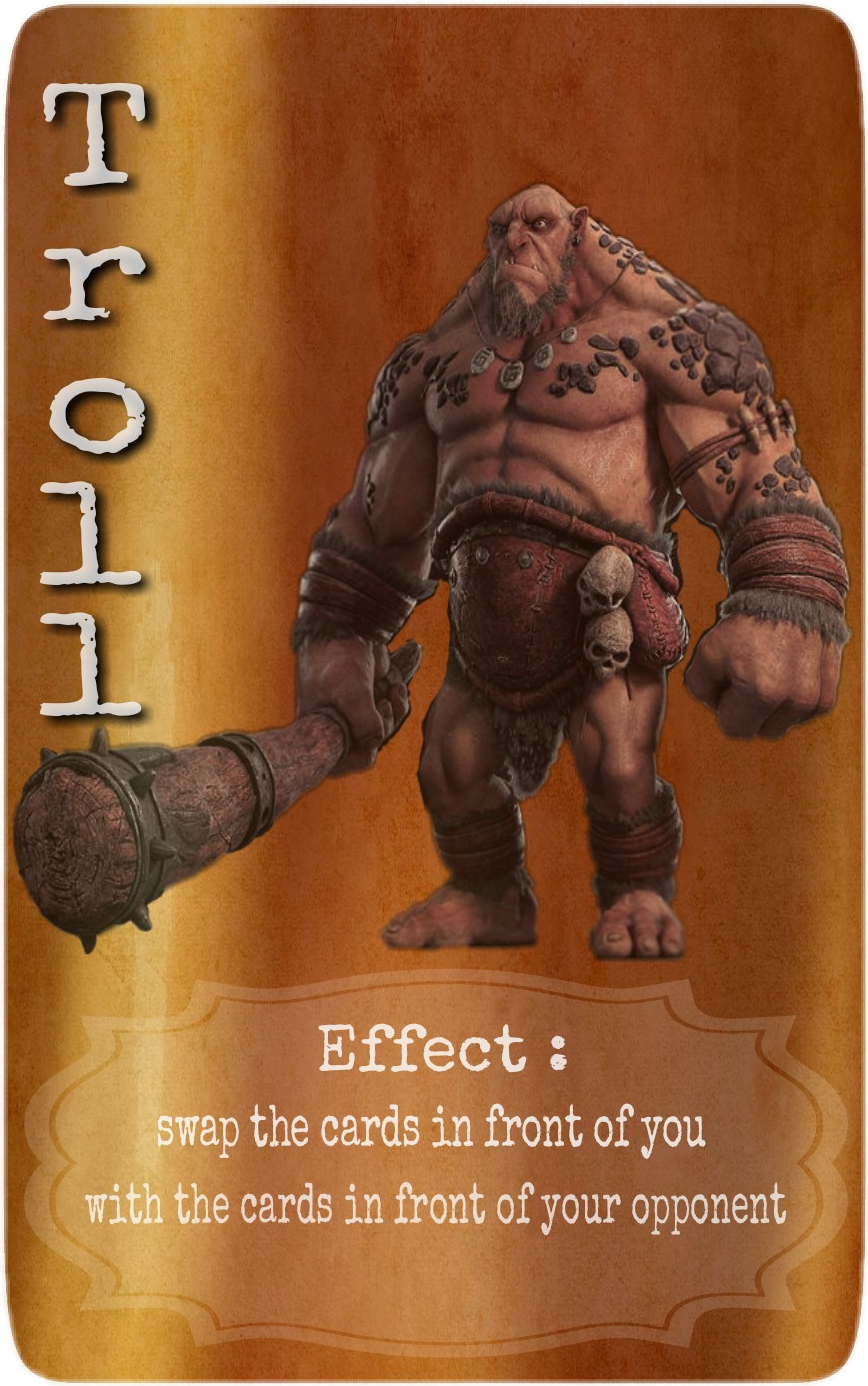 Troll
Effect :
swap the cards in front of you
with the cards in front of your opponent